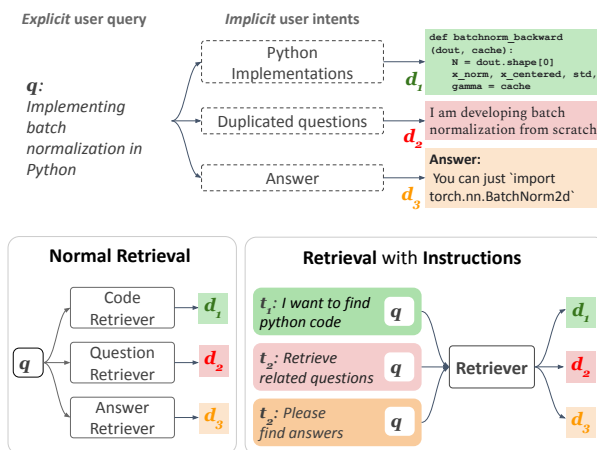 Explicit user query
Implicit user intents
q:
Implementing
batch
normalization in
Python
Python
Implementations
d1
def batchnorm_backward
(dout, cache):
N = dout.shape[0]
x_norm, x_centered, std,
gamma = cache
Duplicated questions
d2
I am developing batch
normalization from scratch
Answer
d3
Answer:
You can just `import
torch.nn.BatchNorm2d`
Normal Retrieval
q
Code
Retriever
d1
Question
Retriever
d2
Answer
Retriever
d3
Retrieval with Instructions
t1: I want to find
python code
q
t2: Retrieve
related questions
q
t2: Please
find answers
q
Retriever
d1
d2
d3